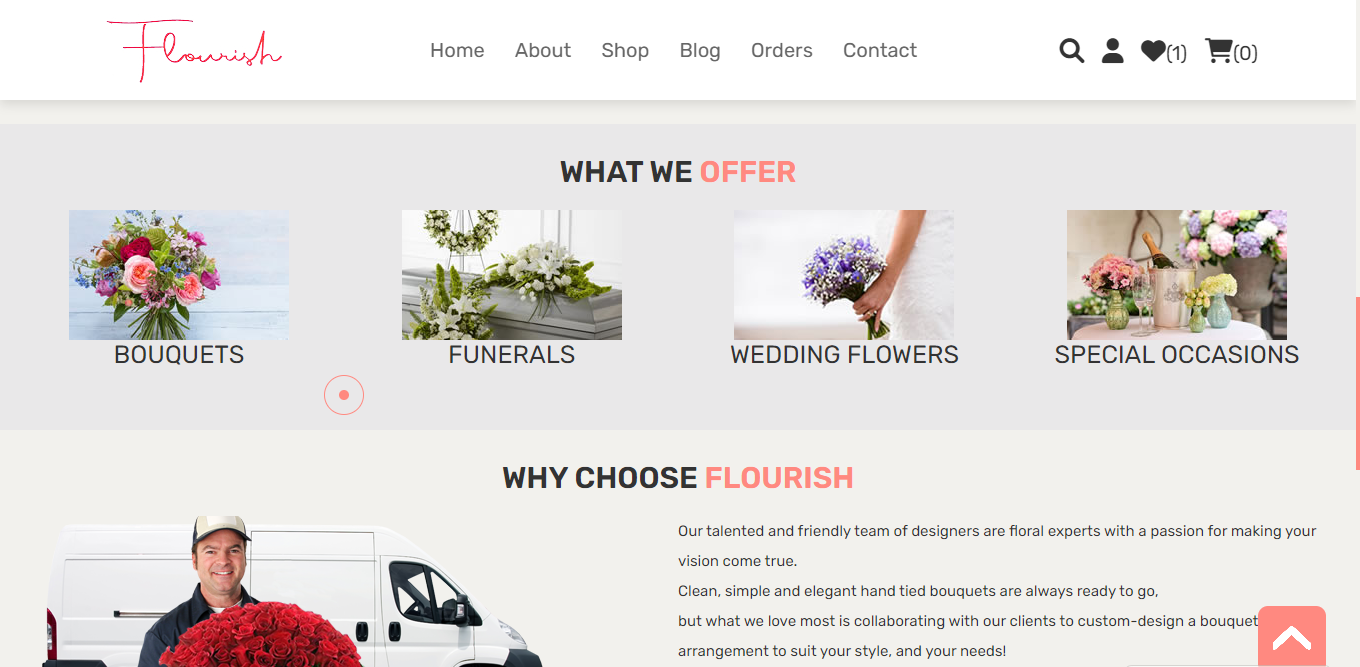 Flourish
Home About Shop Blog Orders Contact
(1) (0)
WHAT WE OFFER
BOUQUETS
FUNERALS
WEDDING FLOWERS
SPECIAL OCCASIONS
WHY CHOOSE FLOURISH
Our talented and friendly team of designers are floral experts with a passion for making your
vision come true.
Clean, simple and elegant hand tied bouquets are always ready to go,
but what we love most is collaborating with our clients to custom-design a bouquet
arrangement to suit your style, and your needs!